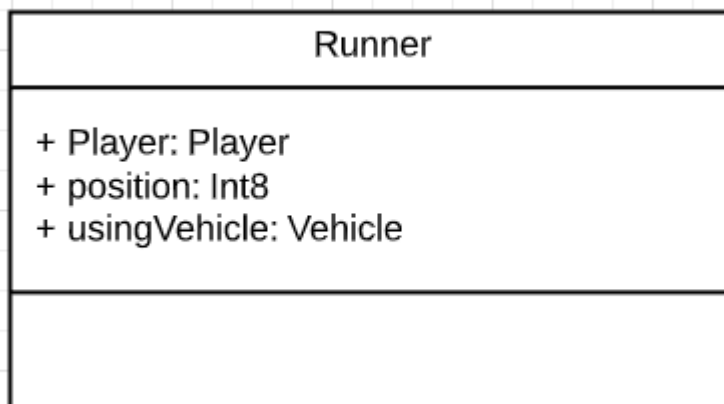 Runner
+ Player: Player
+ position: Int8
+ usingVehicle: Vehicle